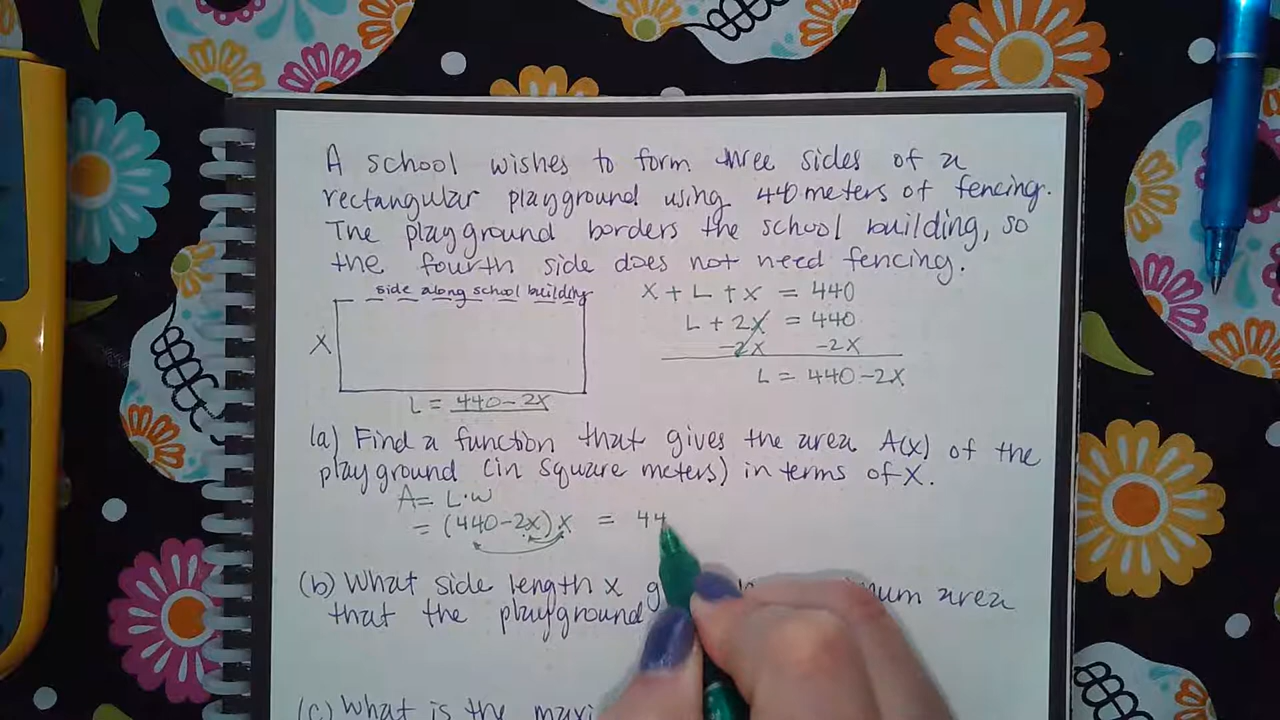 A school wishes to form three sides of a
rectangular playground using 440 meters of fencing.
The playground borders the school building, so
the fourth side does not need fencing.
side along school building
X
L = 440-2X
X + L + X = 440
L + 2X = 440
-2X -2X
L = 440-2X
(a) Find a function that gives the area A(X) of the
playground (in square meters) in terms of X.
A = L·W
= (440-2X)X = 44
(b) What side length X area
that the playground
(c) What is the